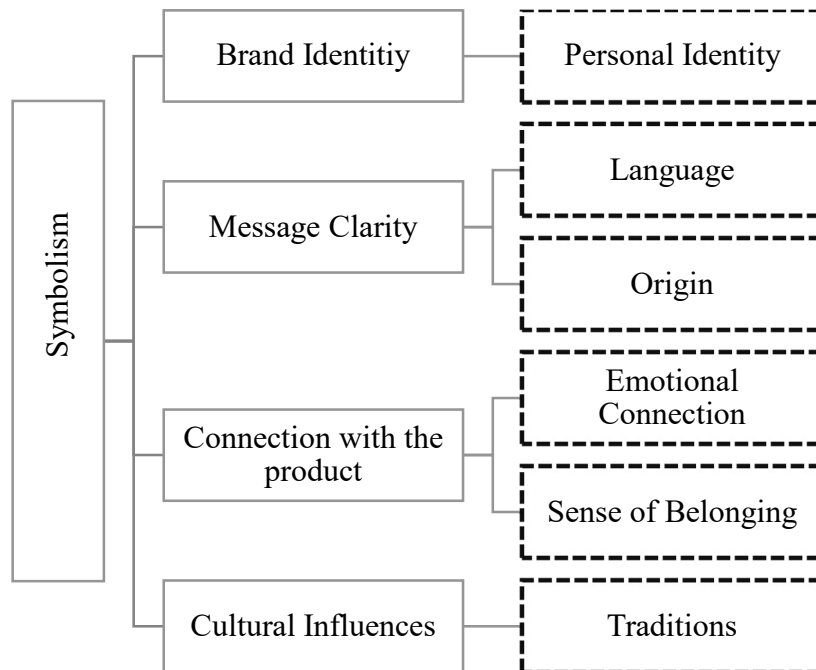 Symbolism
Brand Identitiy
Personal Identity
Message Clarity
Language
Origin
Connection with the
product
Emotional
Connection
Sense of Belonging
Cultural Influences
Traditions